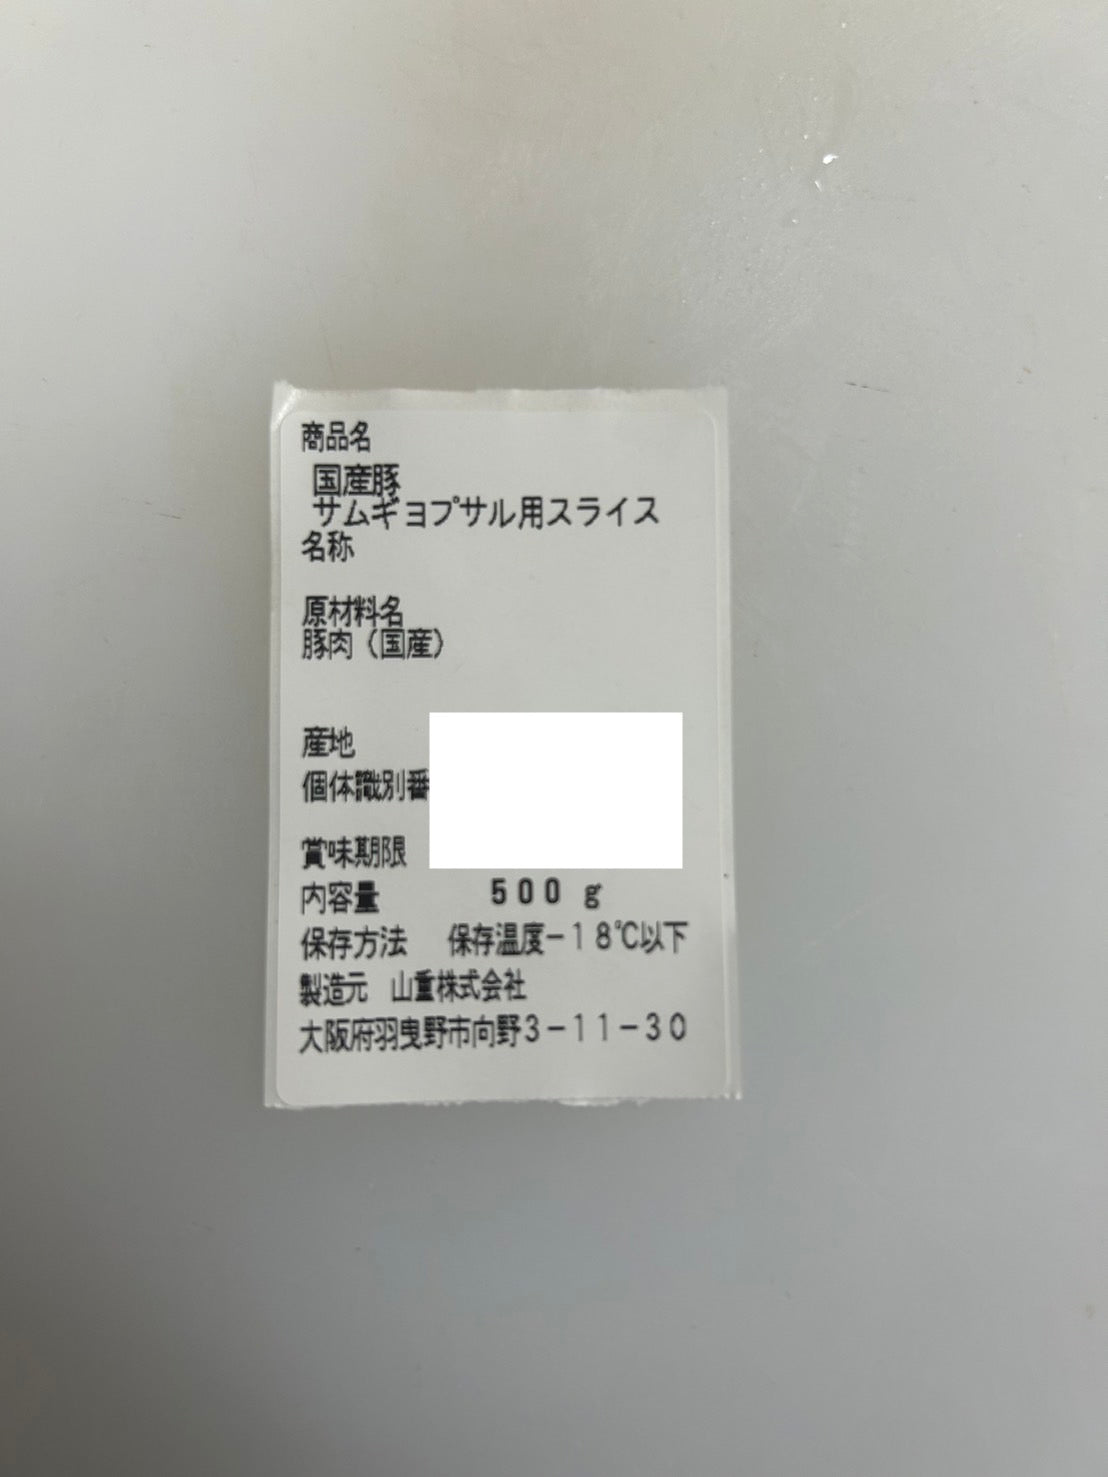 商品名
国産豚
サムギョプサル用スライス
名称
原材料名
豚肉（国産）
産地
個体識別番
賞味期限
内容量 500 g
保存方法 保存温度−18℃以下
製造元 山重株式会社
大阪府羽曳野市向野3−11−30